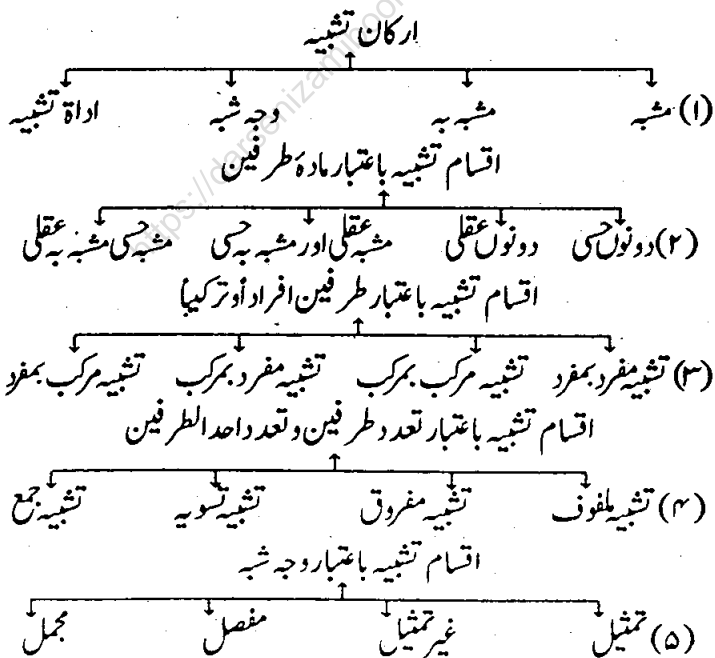 ارکان تشبیہ
(۱) مشبہ مشبہ بہ وجہ شبہ اداۃ تشبیہ
اقسام تشبیہ باعتبار مادۂ طرفین
(۲) دونوں حسی دونوں عقلی مشبہ عقلی اور مشبہ بہ حسی مشبہ حسی مشبہ بہ عقلی
اقسام تشبیہ باعتبار طرفین افراداً و ترکیباً
(۳) تشبیہ مفرد بمفرد تشبیہ مرکب بمرکب تشبیہ مفرد بمرکب تشبیہ مرکب بمفرد
اقسام تشبیہ باعتبار تعدد طرفین و تعدد احد الطرفین
(۴) تشبیہ ملفوف تشبیہ مفروق تشبیہ تسویہ تشبیہ جمع
اقسام تشبیہ باعتبار وجہ شبہ
(۵) تمثیل غیر تمثیل مفصل مجمل